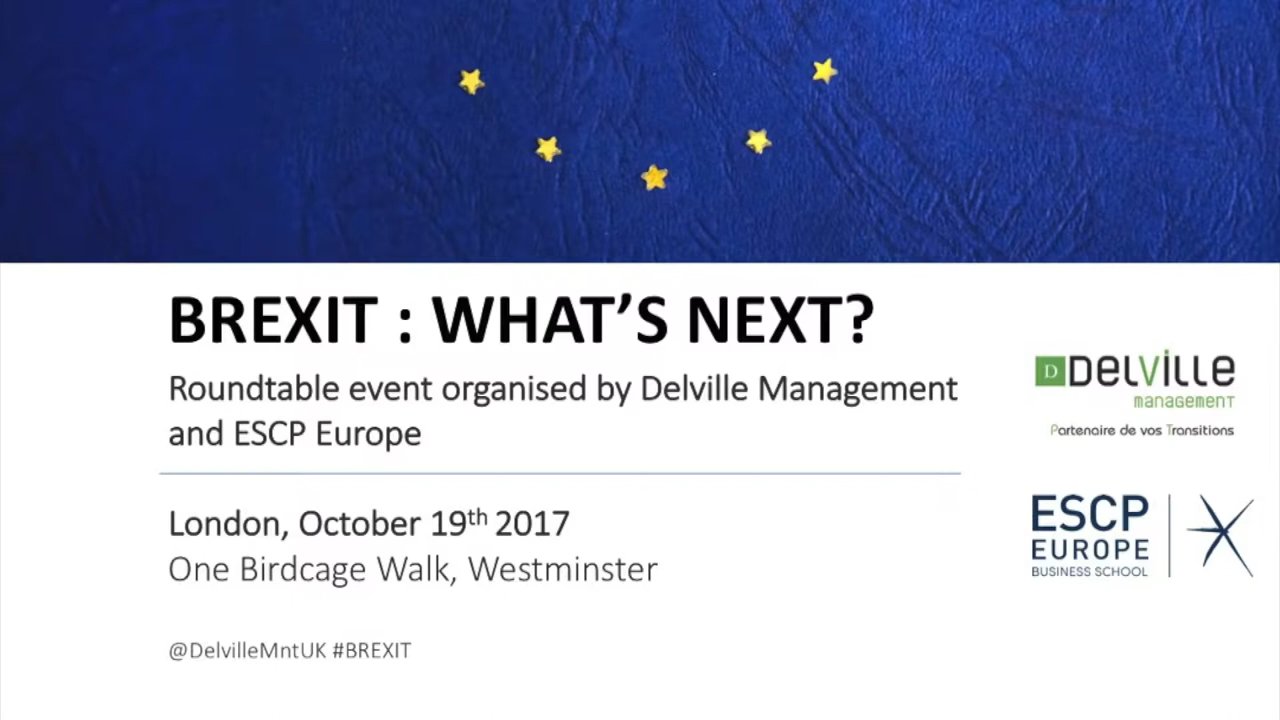 BREXIT : WHAT'S NEXT?
Roundtable event organised by Delville Management
and ESCP Europe
London, October 19th 2017
One Birdcage Walk, Westminster
@DelvilleMntUK #BREXIT
D DELVILLE
MANAGEMENT
Partenaire de vos Transitions
ESCP
EUROPE
BUSINESS SCHOOL